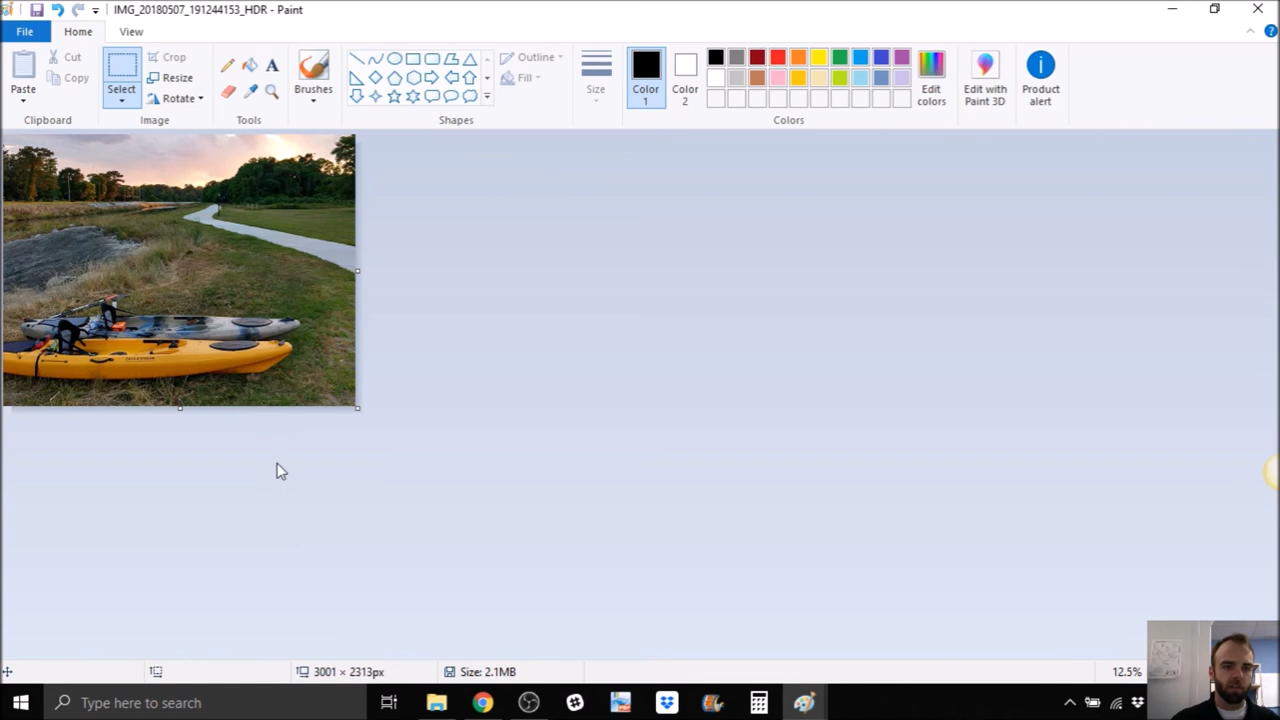 IMG_20180507_191244153_HDR - Paint
File Home View
Paste
Cut
Copy
Clipboard
Select
Crop
Resize
Rotate
Image
A
Tools
Brushes
Outline
Fill
Shapes
Size
Color 1
Color 2
Edit colors
Colors
Edit with Paint 3D
Product alert
3001 × 2313px
Size: 2.1MB
12.5%
Type here to search